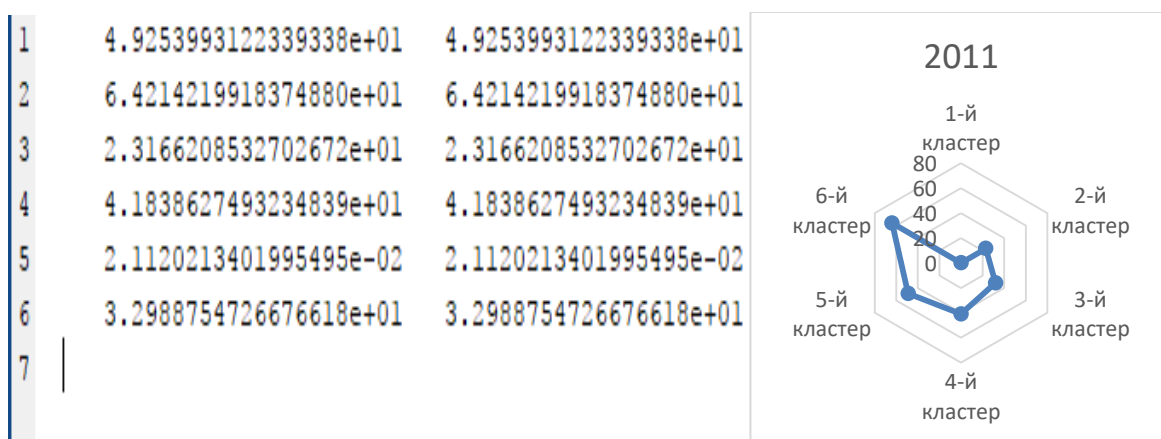 1 4.9253993122339338e+01 4.9253993122339338e+01
2 6.4214219918374880e+01 6.4214219918374880e+01
3 2.3166208532702672e+01 2.3166208532702672e+01
4 4.1838627493234839e+01 4.1838627493234839e+01
5 2.1120213401995495e-02 2.1120213401995495e-02
6 3.2988754726676618e+01 3.2988754726676618e+01
7
2011
1-й
кластер
80
60
40
20
0
2-й
кластер
3-й
кластер
4-й
кластер
5-й
кластер
6-й
кластер